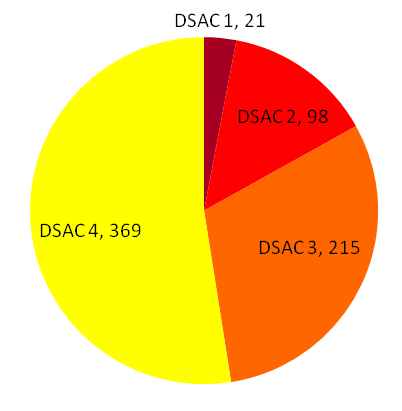 DSAC 1, 21
DSAC 2, 98
DSAC 4, 369
DSAC 3, 215